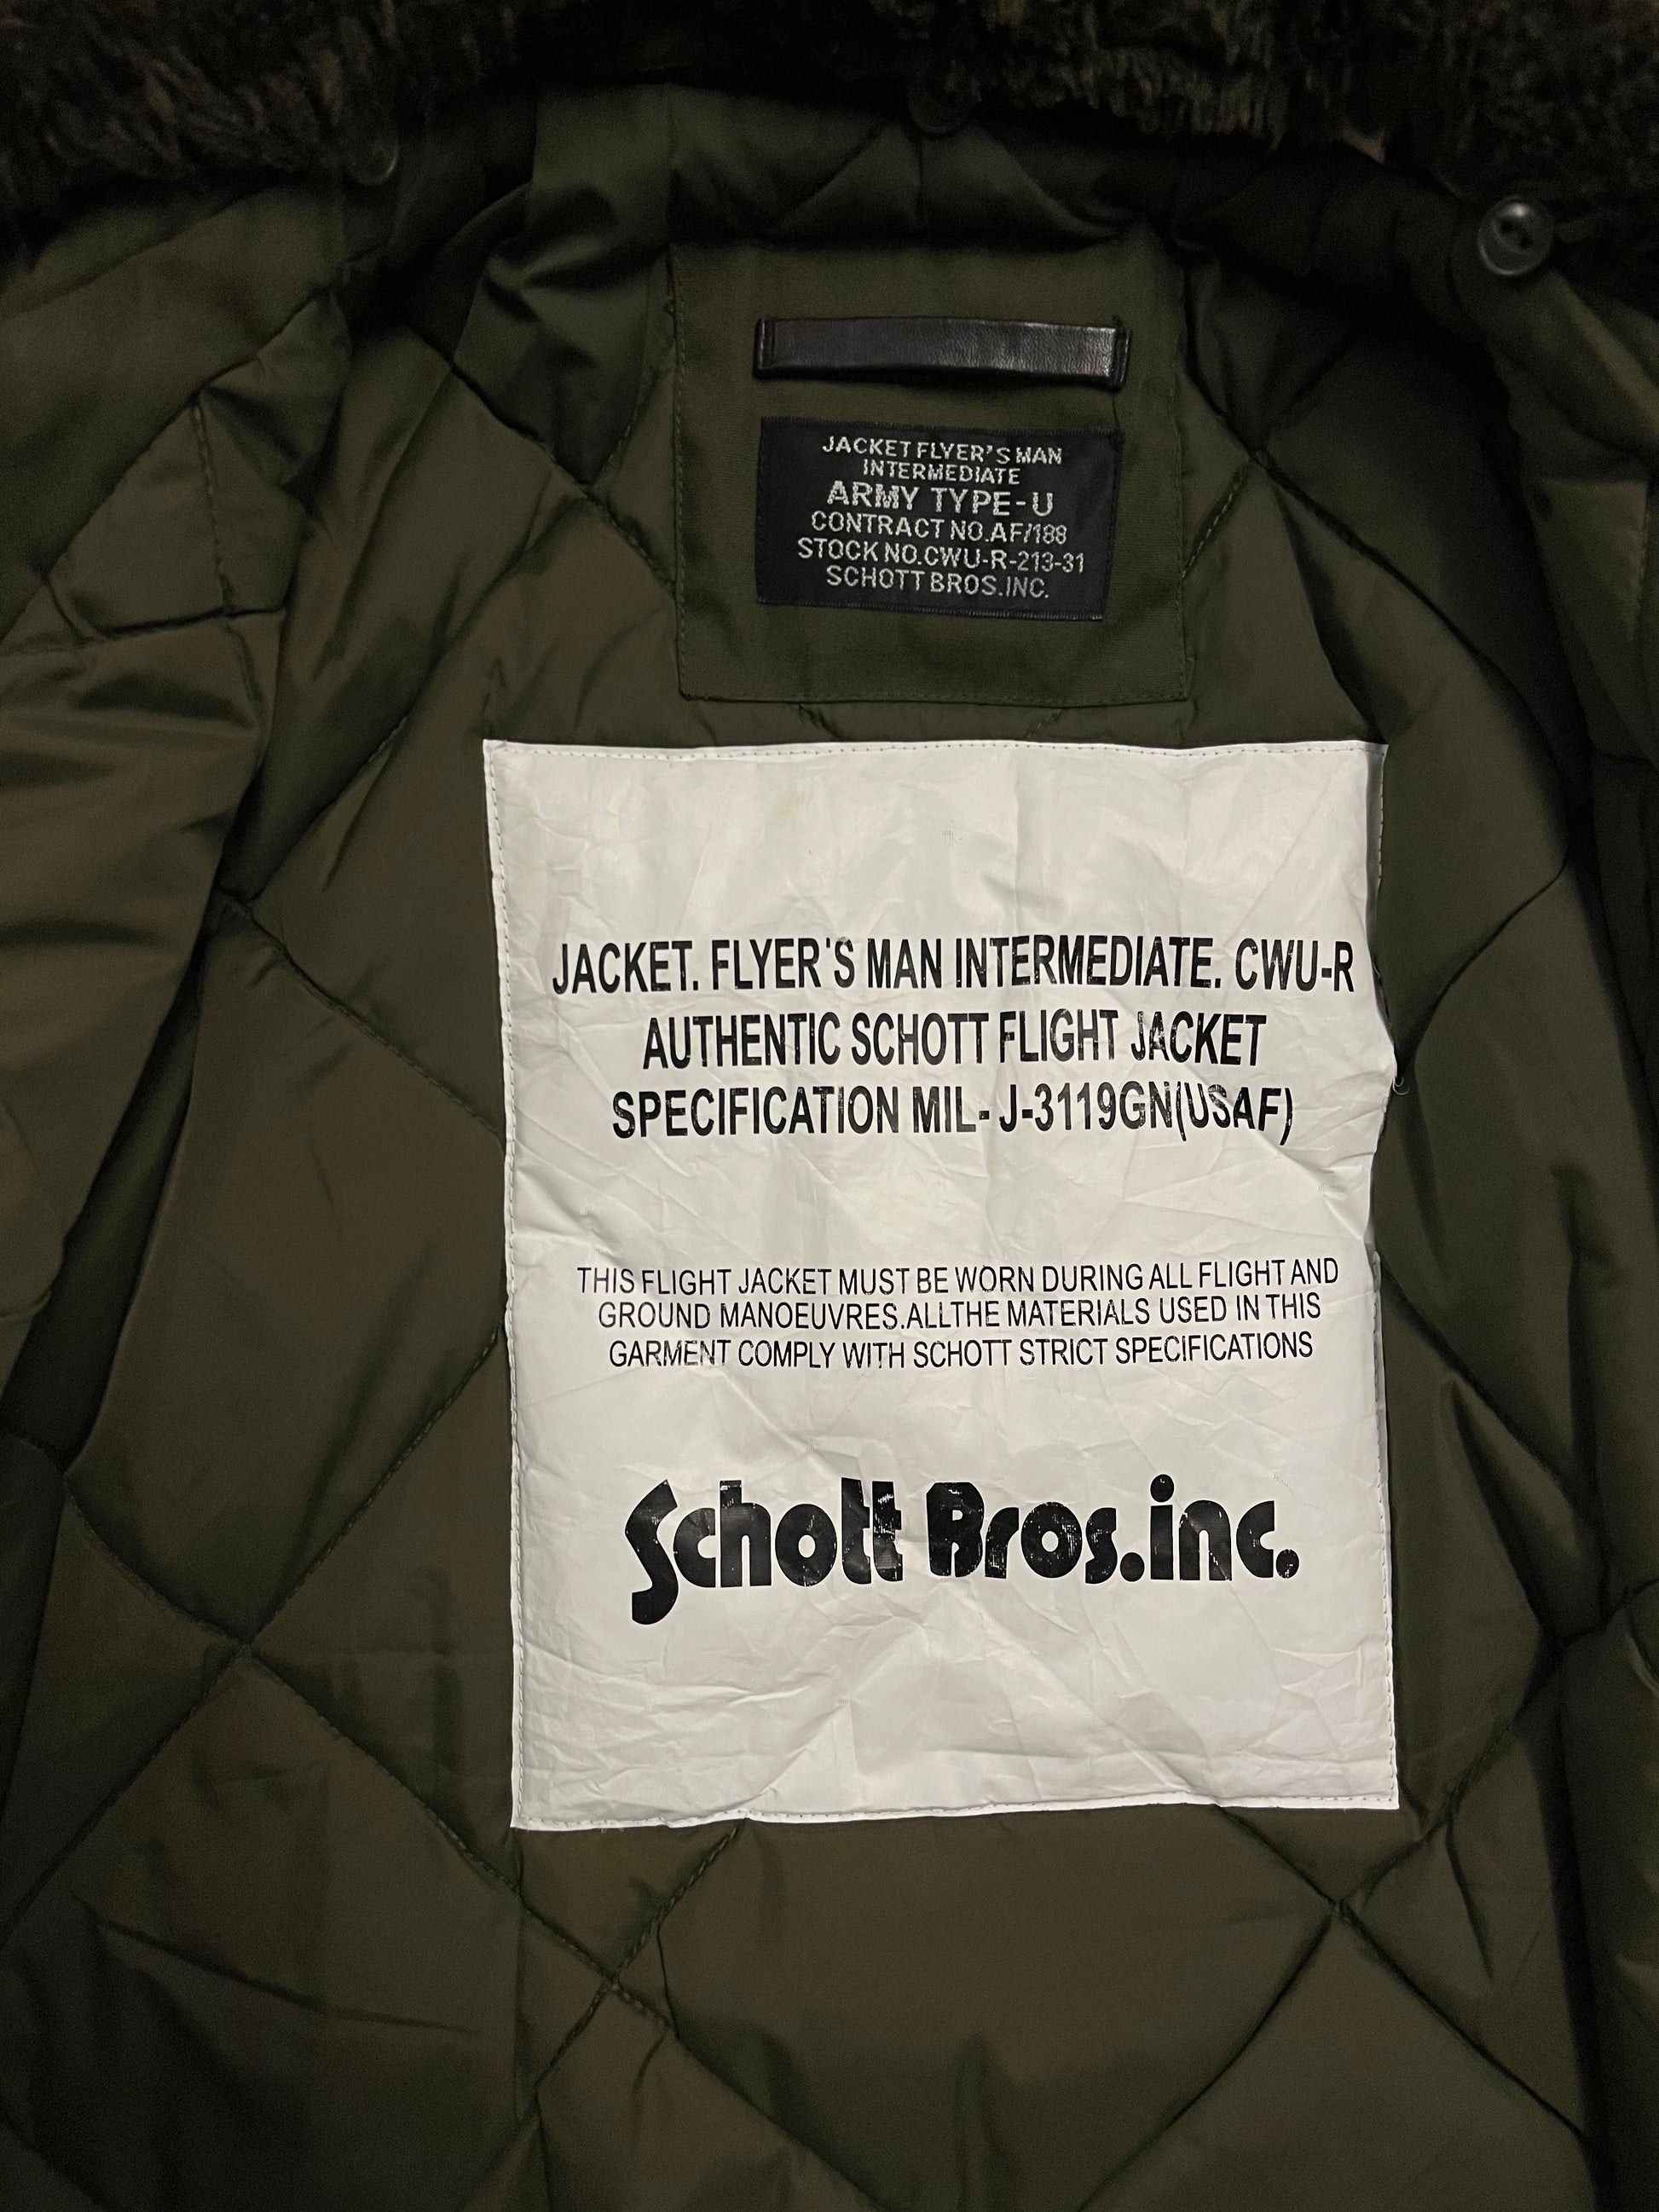 JACKET FLYER'S MAN
INTERMEDIATE
ARMY TYPE-U
CONTRACT NO.AF/188
STOCK NO.CWU-R-213-31
SCHOTT BROS.INC.
JACKET. FLYER'S MAN INTERMEDIATE. CWU-R
AUTHENTIC SCHOTT FLIGHT JACKET
SPECIFICATION MIL- J-3119GN(USAF)
THIS FLIGHT JACKET MUST BE WORN DURING ALL FLIGHT AND
GROUND MANOEUVRES.ALLTHE MATERIALS USED IN THIS
GARMENT COMPLY WITH SCHOTT STRICT SPECIFICATIONS
Schott Bros.inc.